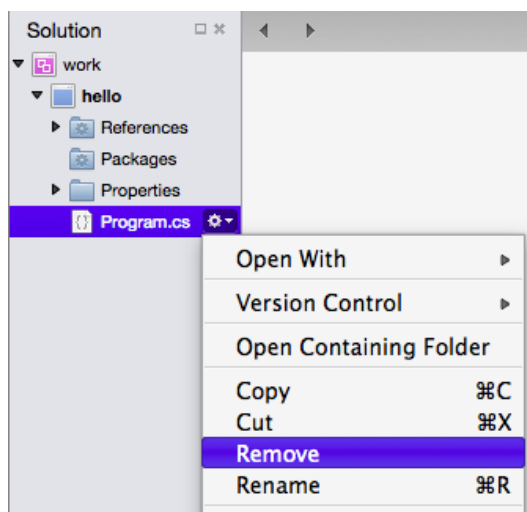 Solution
work
hello
References
Packages
Properties
Program.cs
Open With
Version Control
Open Containing Folder
Copy ⌘C
Cut ⌘X
Remove
Rename ⌘R